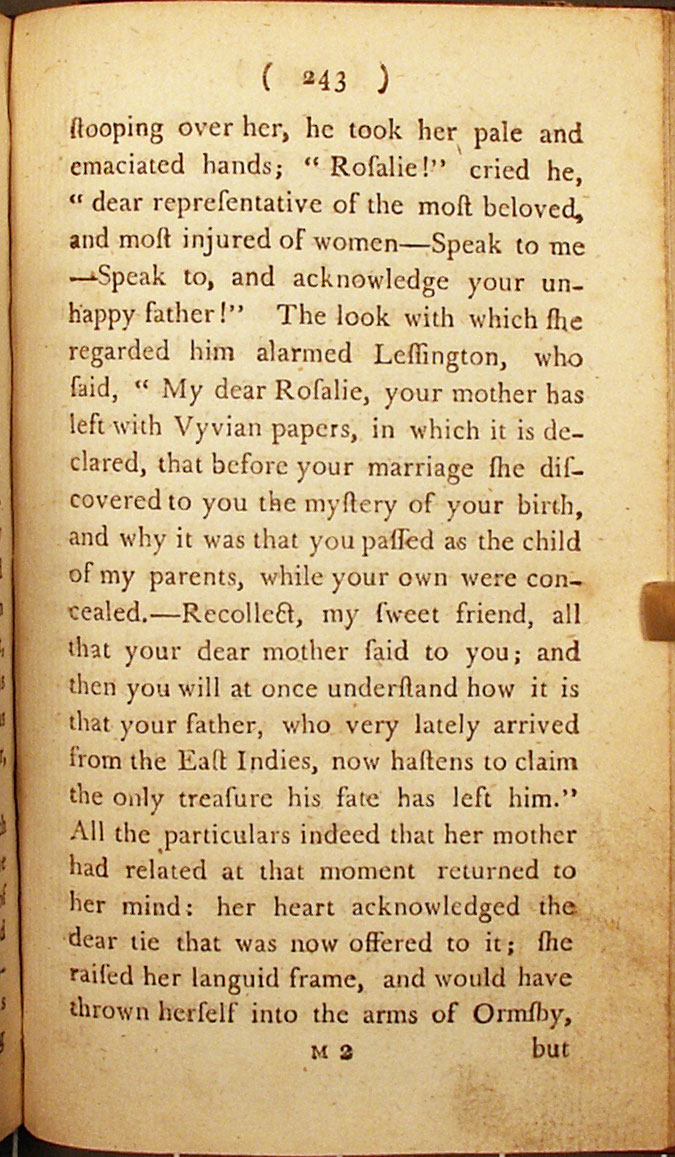 ( 243 )
ſtooping over her, he took her pale and
emaciated hands; “ Roſalie!” cried he,
“ dear repreſentative of the moſt beloved,
and moſt injured of women—Speak to me
—Speak to, and acknowledge your un-
happy father!” The look with which ſhe
regarded him alarmed Leſſington, who
ſaid, “ My dear Roſalie, your mother has
left with Vyvian papers, in which it is de-
clared, that before your marriage ſhe diſ-
covered to you the myſtery of your birth,
and why it was that you paſſed as the child
of my parents, while your own were con-
cealed.—Recollect, my ſweet friend, all
that your dear mother ſaid to you; and
then you will at once underſtand how it is
that your father, who very lately arrived
from the Eaſt Indies, now haſtens to claim
the only treaſure his fate has left him.”
All the particulars indeed that her mother
had related at that moment returned to
her mind: her heart acknowledged the
dear tie that was now offered to it; ſhe
raiſed her languid frame, and would have
thrown herſelf into the arms of Ormſby,
M 2 but